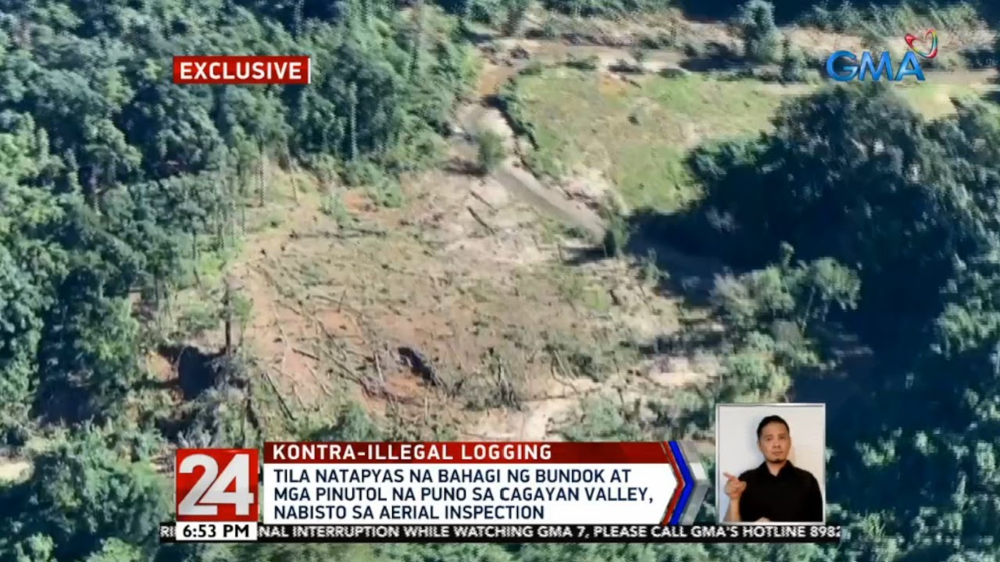 EXCLUSIVE
GMA
KONTRA-ILLEGAL LOGGING
24
TILA NATAPYAS NA BAHAGI NG BUNDOK AT
MGA PINUTOL NA PUNO SA CAGAYAN VALLEY,
NABISTO SA AERIAL INSPECTION
6:53 PM
NAL INTERRUPTION WHILE WATCHING GMA 7, PLEASE CALL GMA'S HOTLINE 8982